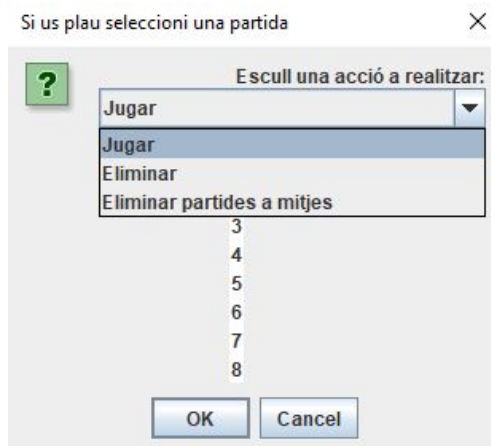 Si us plau seleccioni una partida
?
Escull una acció a realitzar:
Jugar
Jugar
Eliminar
Eliminar partides a mitjes
3
4
5
6
7
8
OK Cancel